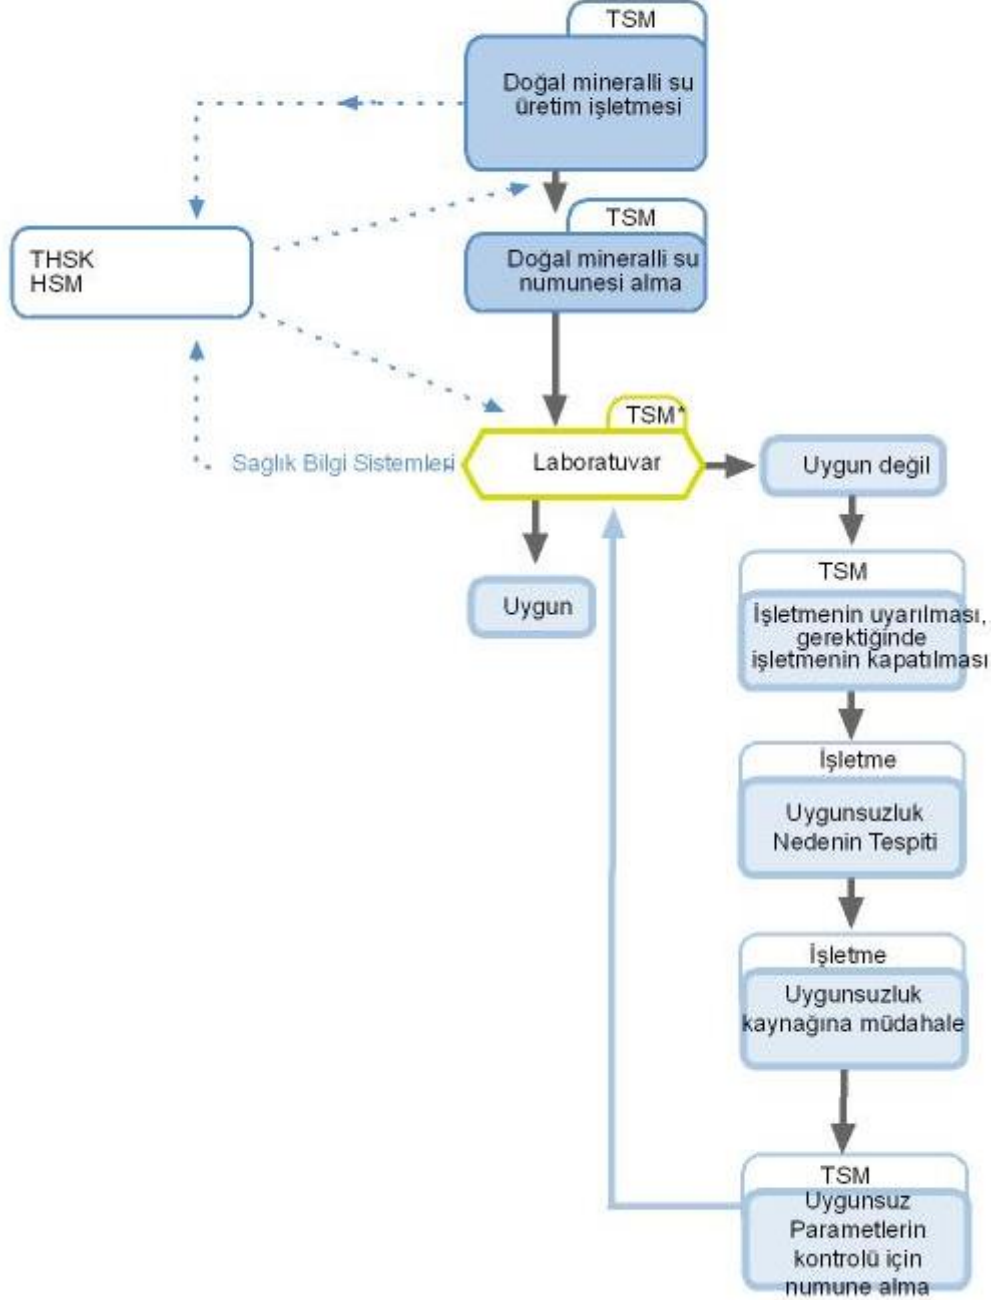 TSM
Doğal mineralli su
üretim işletmesi
TSM
Doğal mineralli su
numunesi alma
THSK
HSM
TSM*
Sağlık Bilgi Sistemleri
Laboratuvar
Uygun değil
Uygun
TSM
İşletmenin uyarılması,
gerektiğinde
işletmenin kapatılması
İşletme
Uygunsuzluk
Nedenin Tespiti
İşletme
Uygunsuzluk
kaynağına müdahale
TSM
Uygunsuz
Parametlerin
kontrolü için
numune alma